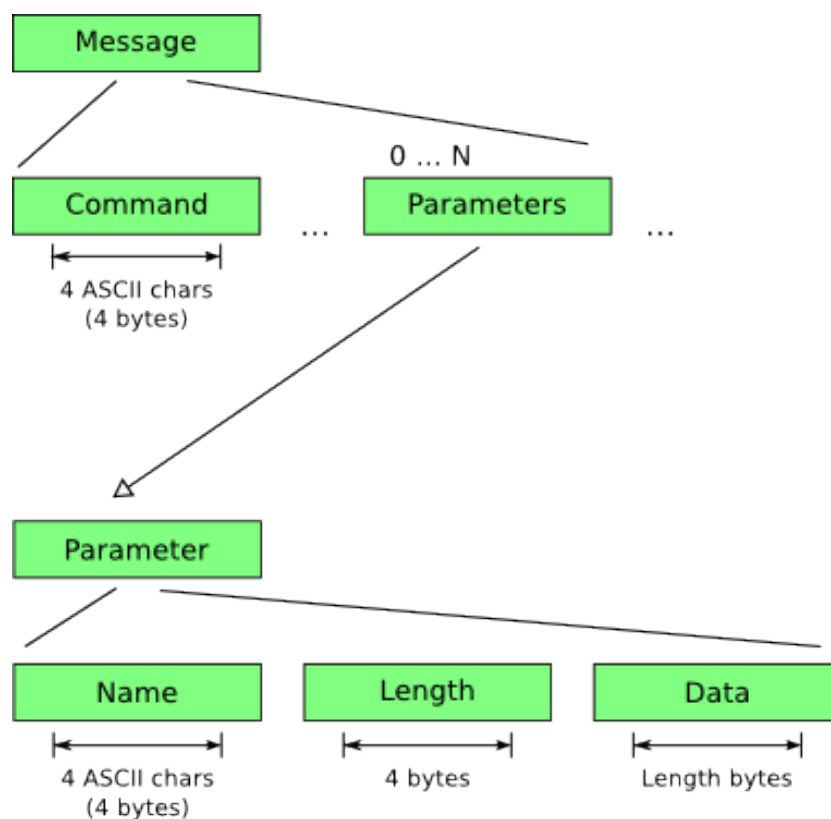 Message
0 ... N
Command
...
Parameters
...
4 ASCII chars
(4 bytes)
Parameter
Name
Length
Data
4 ASCII chars
(4 bytes)
4 bytes
Length bytes